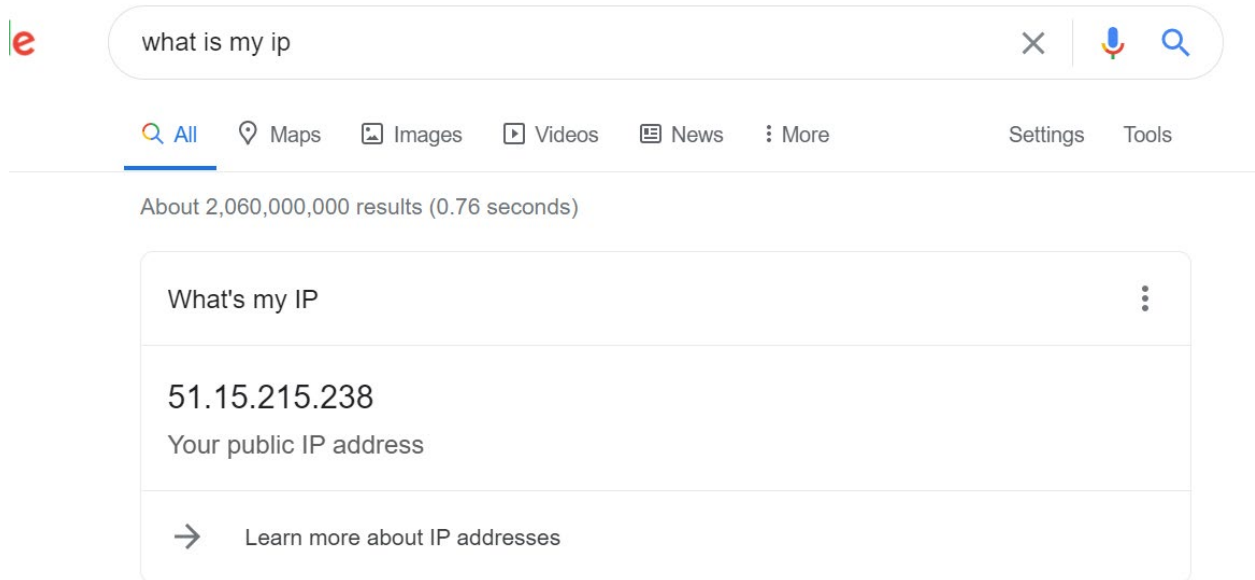 e
what is my ip
All Maps Images Videos News More Settings Tools
About 2,060,000,000 results (0.76 seconds)
What's my IP
51.15.215.238
Your public IP address
Learn more about IP addresses